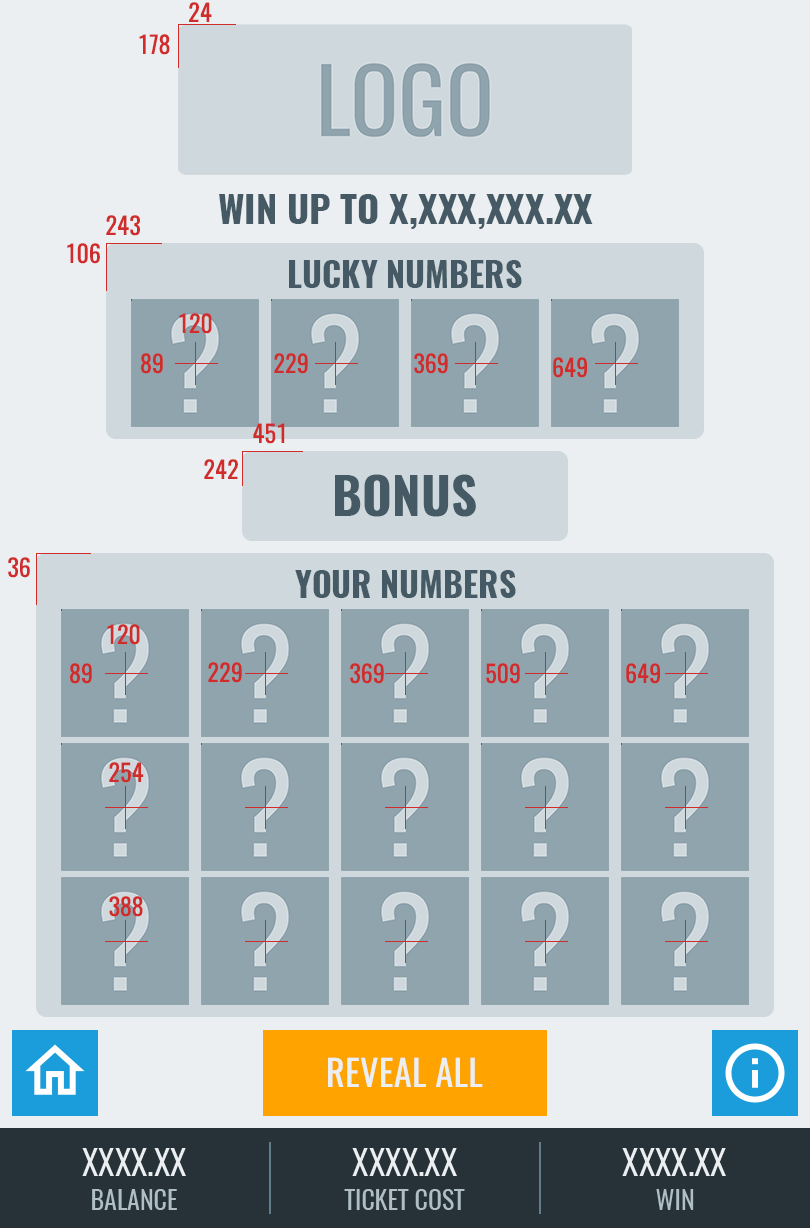 24
178
LOGO
WIN UP TO X,XXX,XXX.XX
243
106
LUCKY NUMBERS
? ? ? ?
120
89 229 369 649
451
242
BONUS
36
YOUR NUMBERS
? ? ? ? ?
120
89 229 369 509 649
? ? ? ? ?
254
? ? ? ? ?
388
REVEAL ALL
XXXX.XX XXXX.XX XXXX.XX
BALANCE TICKET COST WIN